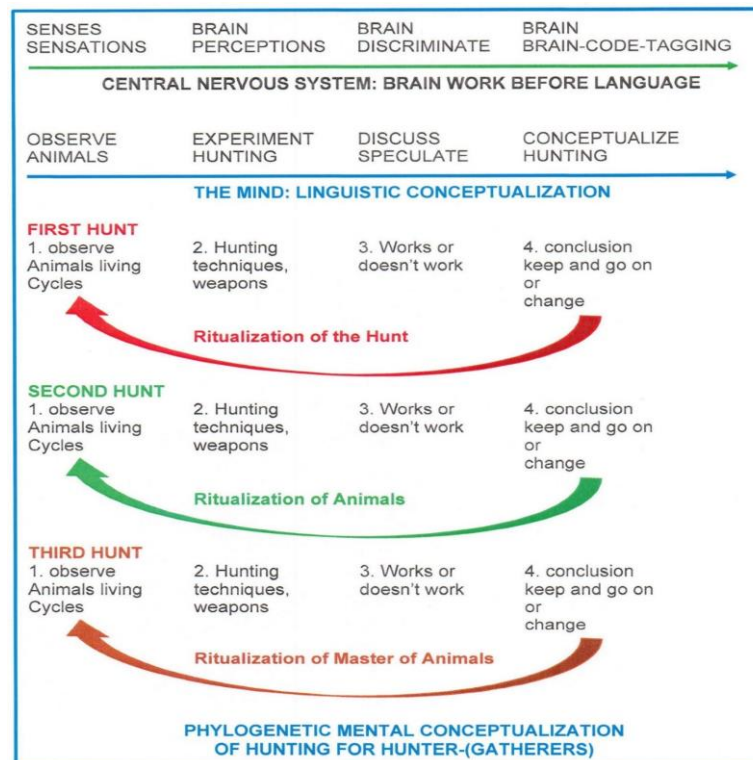 SENSES BRAIN BRAIN BRAIN
SENSATIONS PERCEPTIONS DISCRIMINATE BRAIN-CODE-TAGGING
CENTRAL NERVOUS SYSTEM: BRAIN WORK BEFORE LANGUAGE
OBSERVE EXPERIMENT DISCUSS CONCEPTUALIZE
ANIMALS HUNTING SPECULATE HUNTING
THE MIND: LINGUISTIC CONCEPTUALIZATION
FIRST HUNT
1. observe 2. Hunting 3. Works or 4. conclusion
Animals living techniques, doesn't work keep and go on
Cycles weapons or
change
Ritualization of the Hunt
SECOND HUNT
1. observe 2. Hunting 3. Works or 4. conclusion
Animals living techniques, doesn't work keep and go on
Cycles weapons or
change
Ritualization of Animals
THIRD HUNT
1. observe 2. Hunting 3. Works or 4. conclusion
Animals living techniques, doesn't work keep and go on
Cycles weapons or
change
Ritualization of Master of Animals
PHYLOGENETIC MENTAL CONCEPTUALIZATION
OF HUNTING FOR HUNTER-(GATHERERS)